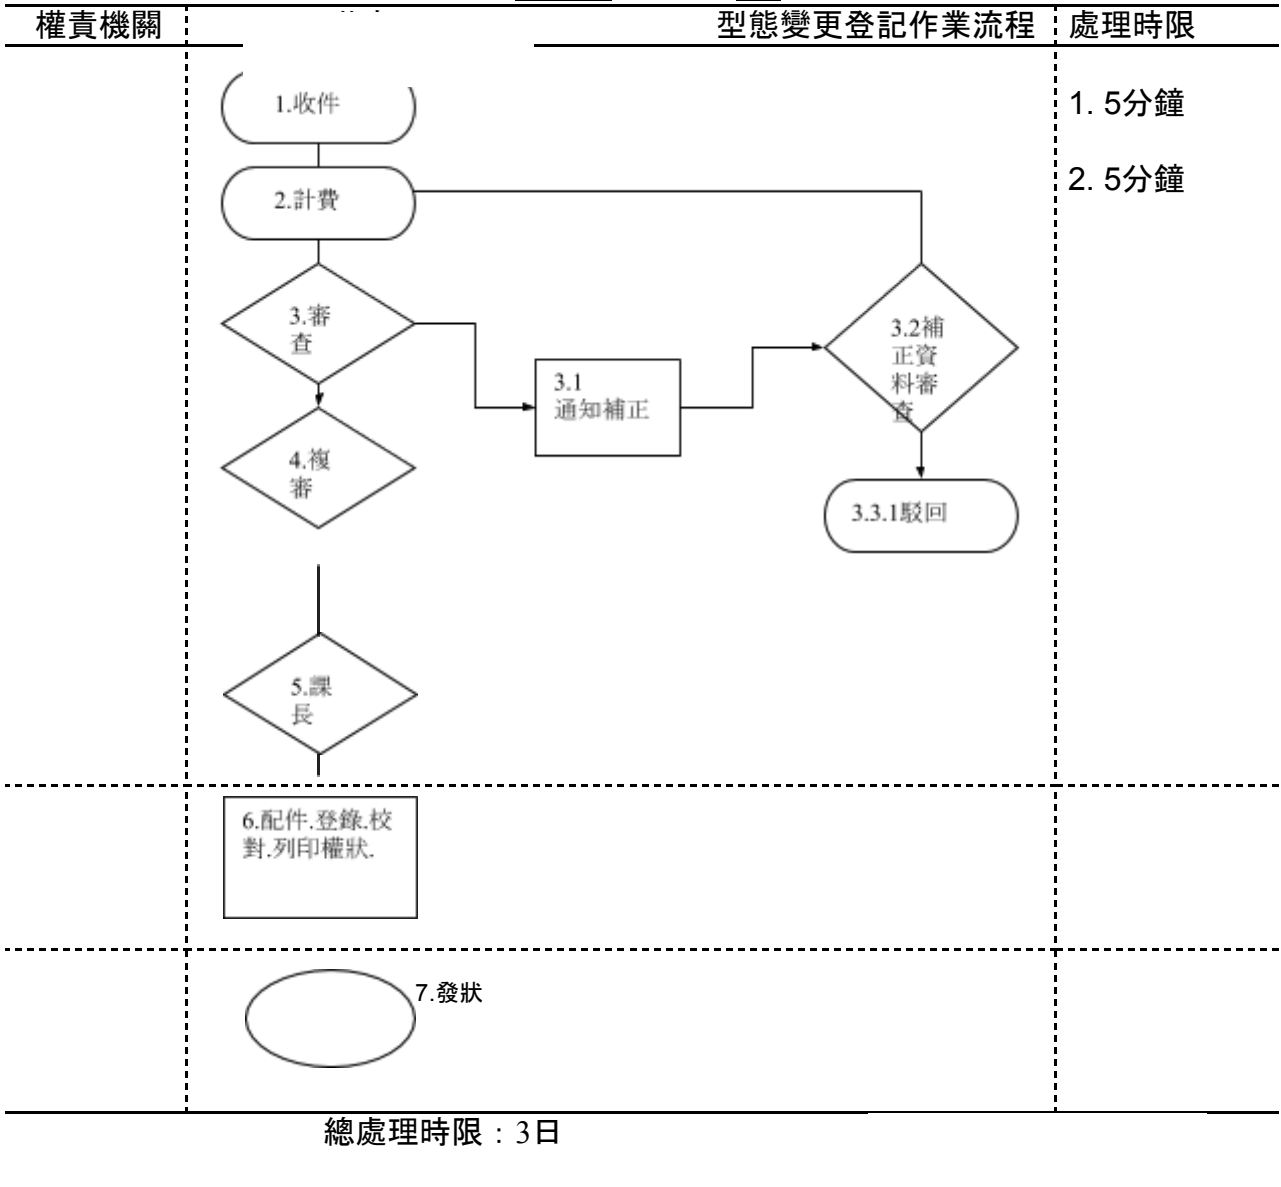 權責機關
型態變更登記作業流程
處理時限
1.收件
1. 5分鐘
2.計費
2. 5分鐘
3.審
查
3.1
通知補正
3.2補
正資
料審
查
4.複
審
3.3.1駁回
5.課
長
6.配件.登錄.校
對.列印權狀.
7.發狀
總處理時限：3日